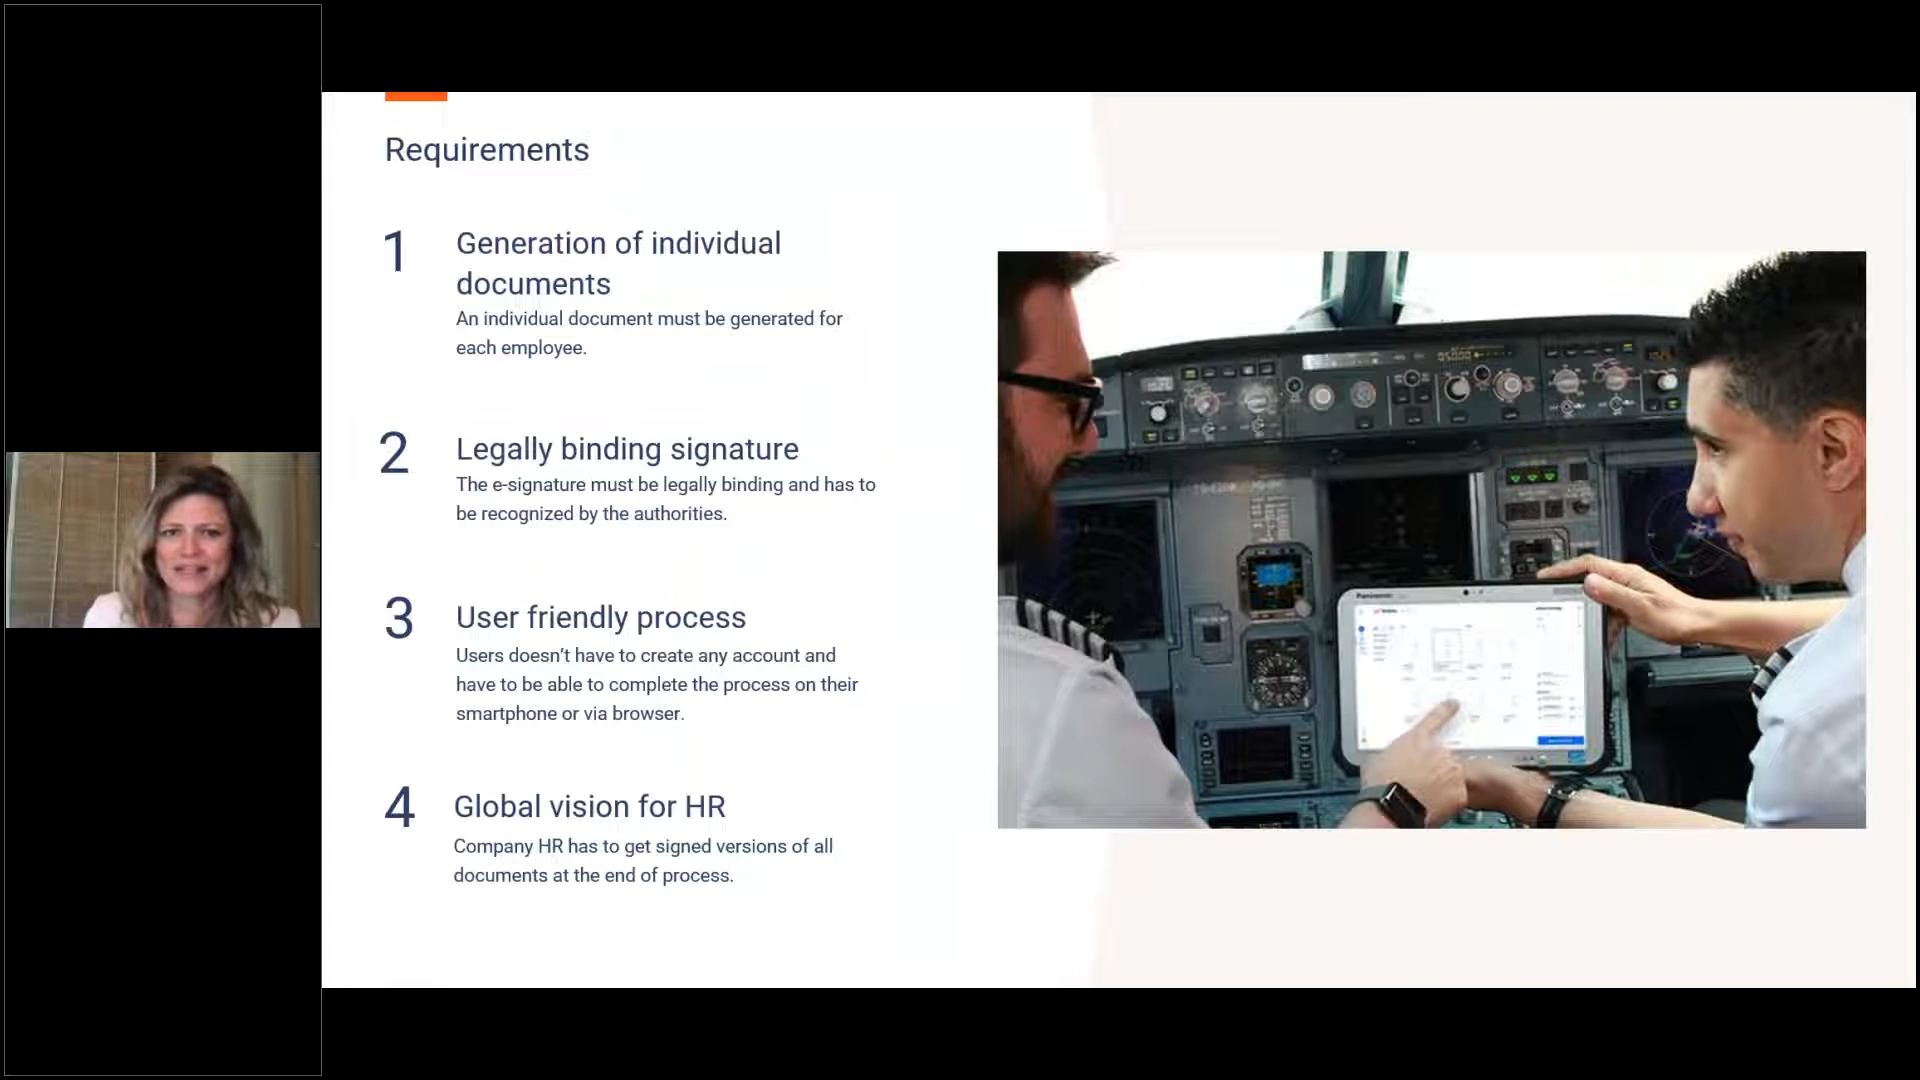 Requirements
1
Generation of individual
documents
An individual document must be generated for
each employee.
2
Legally binding signature
The e-signature must be legally binding and has to
be recognized by the authorities.
3
User friendly process
Users doesn’t have to create any account and
have to be able to complete the process on their
smartphone or via browser.
4
Global vision for HR
Company HR has to get signed versions of all
documents at the end of process.
Panasonic